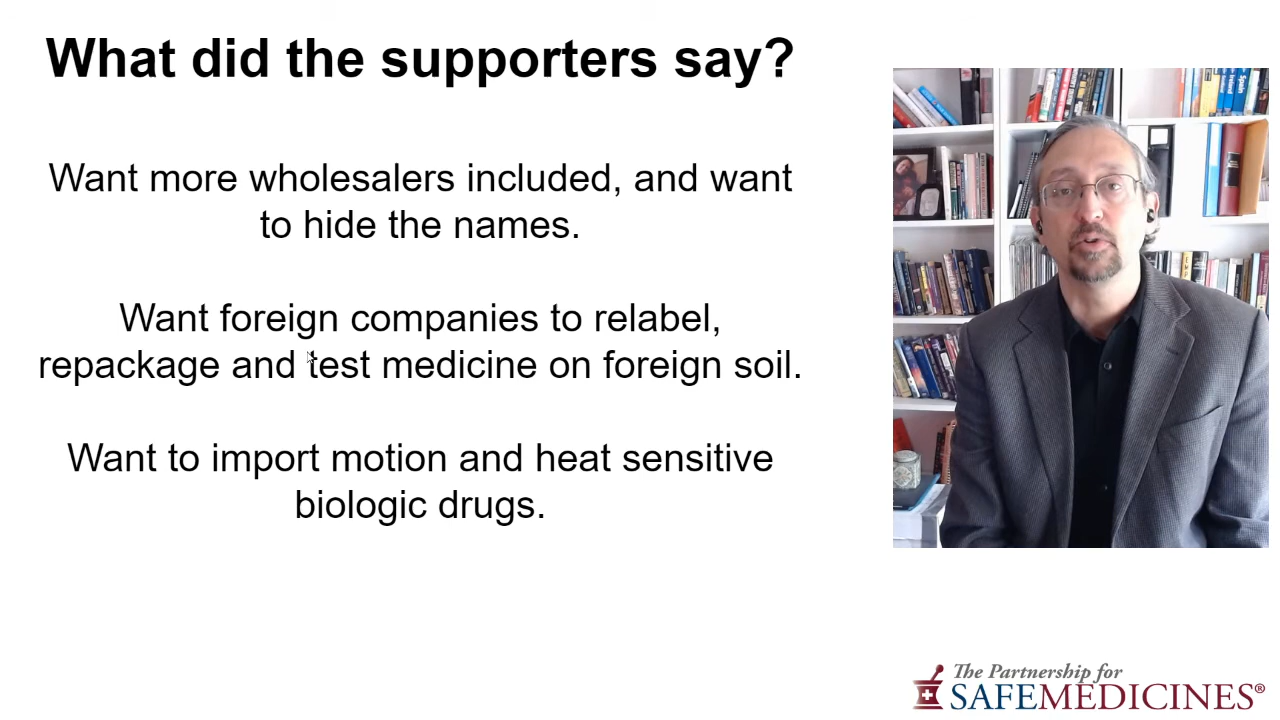 What did the supporters say?
Want more wholesalers included, and want
to hide the names.
Want foreign companies to relabel,
repackage and test medicine on foreign soil.
Want to import motion and heat sensitive
biologic drugs.
Spain
The Partnership for
SAFEMEDICINES®